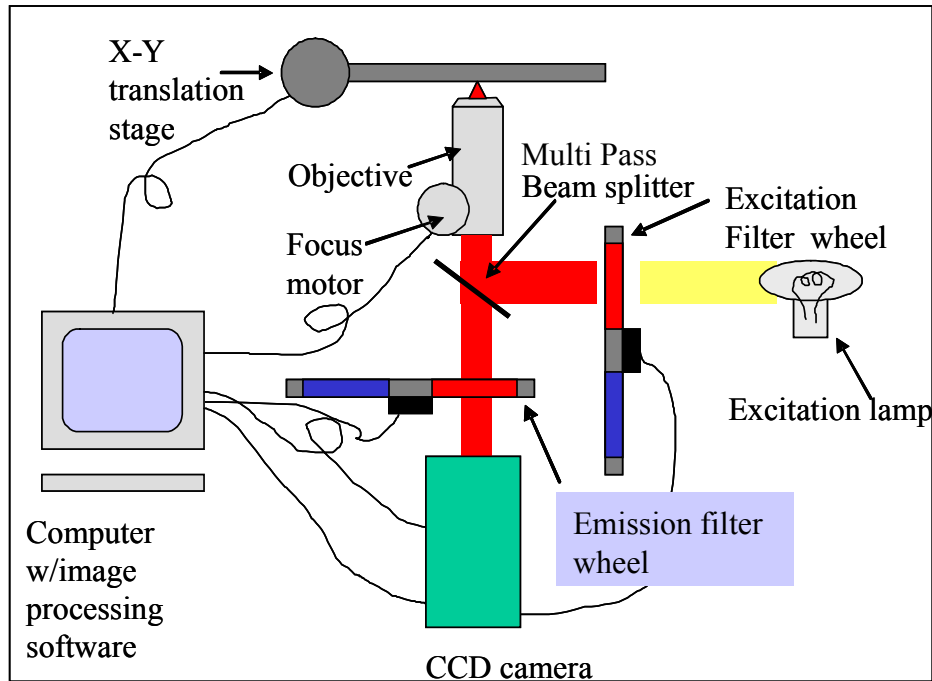 X-Y
translation
stage
Objective
Multi Pass
Beam splitter
Excitation
Filter wheel
Focus
motor
Excitation lamp
Emission filter
wheel
Computer
w/image
processing
software
CCD camera